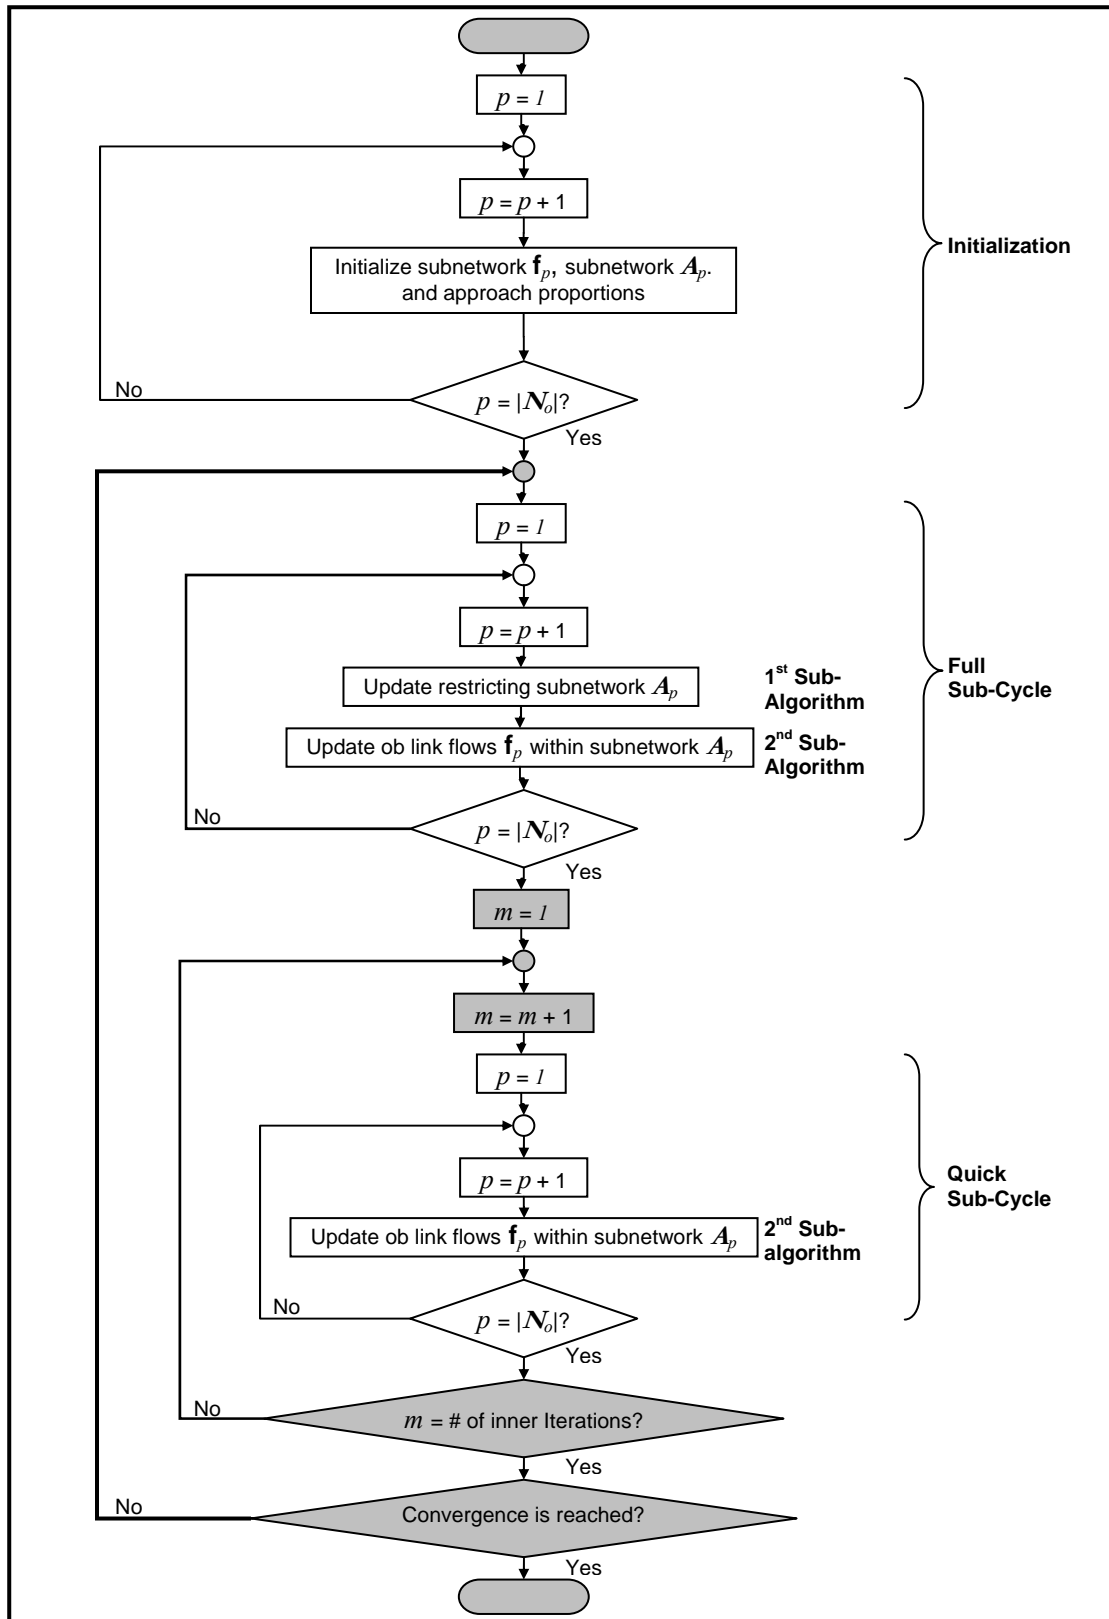 p = 1
p = p + 1
Initialize subnetwork f_p, subnetwork A_p.
and approach proportions
Initialization
No
p = |N_o|?
Yes
p = 1
p = p + 1
Update restricting subnetwork A_p
1st Sub-
Algorithm
Full
Sub-Cycle
Update ob link flows f_p within subnetwork A_p
2nd Sub-
Algorithm
No
p = |N_o|?
Yes
m = 1
m = m + 1
p = 1
p = p + 1
Quick
Sub-Cycle
Update ob link flows f_p within subnetwork A_p
2nd Sub-
algorithm
No
p = |N_o|?
Yes
No
m = # of inner Iterations?
Yes
No
Convergence is reached?
Yes